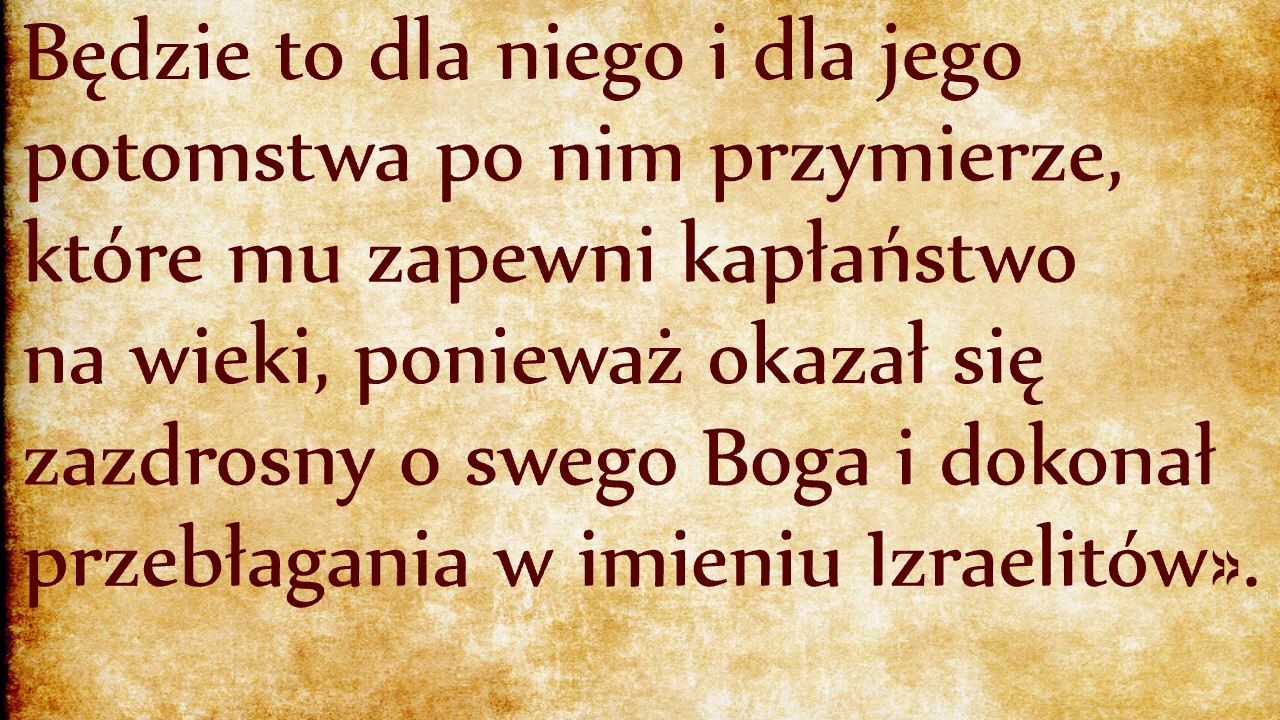 Będzie to dla niego i dla jego
potomstwa po nim przymierze,
które mu zapewni kapłaństwo
na wieki, ponieważ okazał się
zazdrosny o swego Boga i dokonał
przebłagania w imieniu Izraelitów».